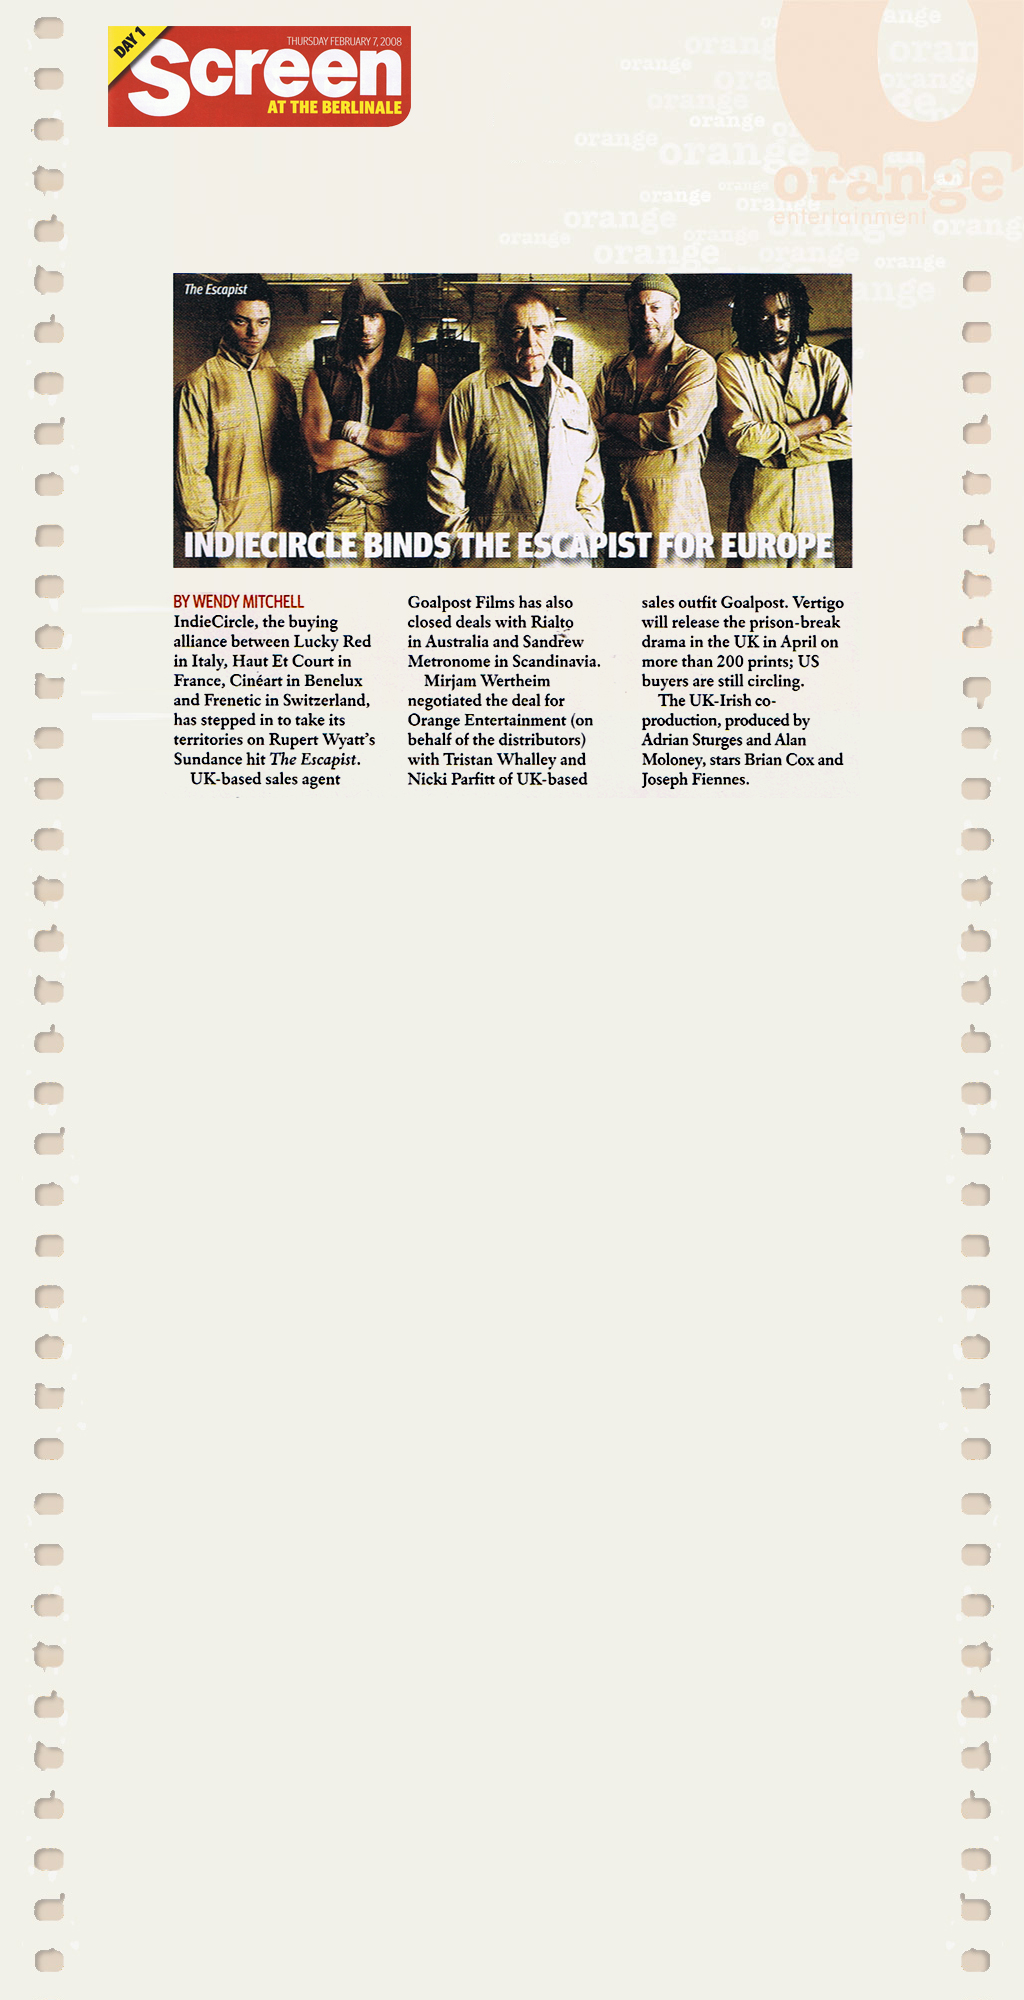 DAY 1
THURSDAY FEBRUARY 7, 2008
Screen
AT THE BERLINALE
orange
entertainment
The Escapist
INDIECIRCLE BINDS THE ESCAPIST FOR EUROPE
BY WENDY MITCHELL
IndieCircle, the buying
alliance between Lucky Red
in Italy, Haut Et Court in
France, Cinéart in Benelux
and Frenetic in Switzerland,
has stepped in to take its
territories on Rupert Wyatt's
Sundance hit The Escapist.
UK-based sales agent
Goalpost Films has also
closed deals with Rialto
in Australia and Sandrew
Metronome in Scandinavia.
Mirjam Wertheim
negotiated the deal for
Orange Entertainment (on
behalf of the distributors)
with Tristan Whalley and
Nicki Parfitt of UK-based
sales outfit Goalpost. Vertigo
will release the prison-break
drama in the UK in April on
more than 200 prints; US
buyers are still circling.
The UK-Irish co-
production, produced by
Adrian Sturges and Alan
Moloney, stars Brian Cox and
Joseph Fiennes.